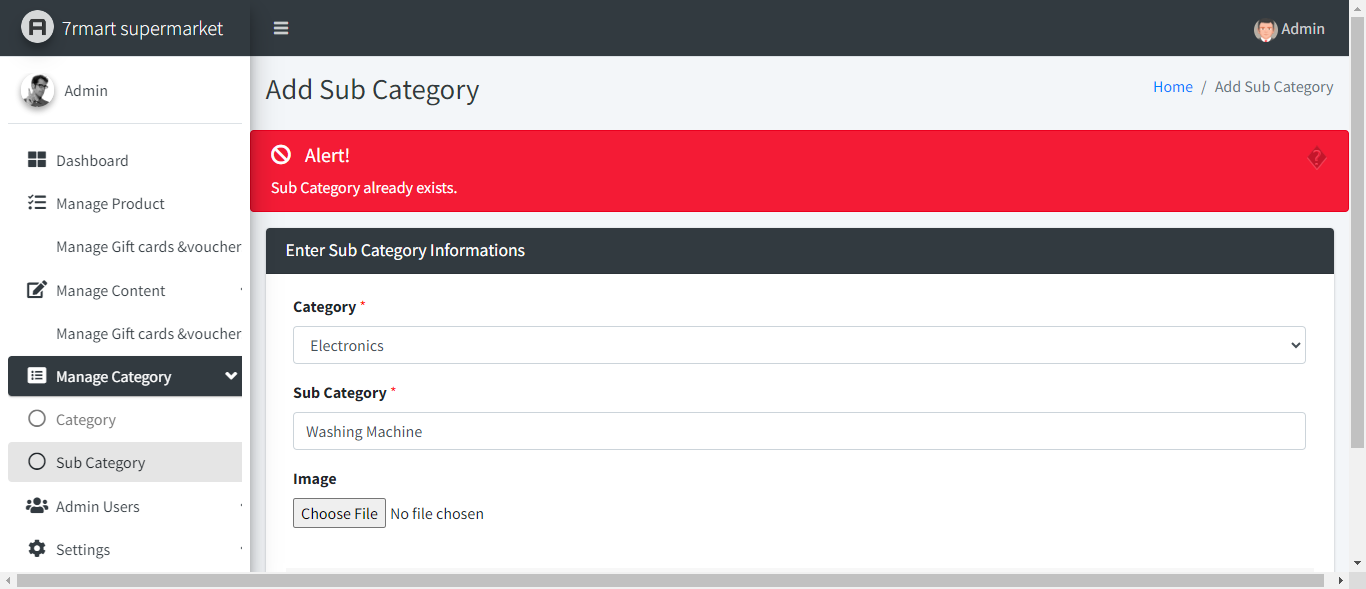 7rmart supermarket
Admin
Admin
Dashboard
Manage Product
Manage Gift cards &voucher
Manage Content
Manage Gift cards &voucher
Manage Category
Category
Sub Category
Admin Users
Settings
Add Sub Category
Home / Add Sub Category
Alert!
Sub Category already exists.
Enter Sub Category Informations
Category *
Electronics
Sub Category *
Washing Machine
Image
Choose File No file chosen